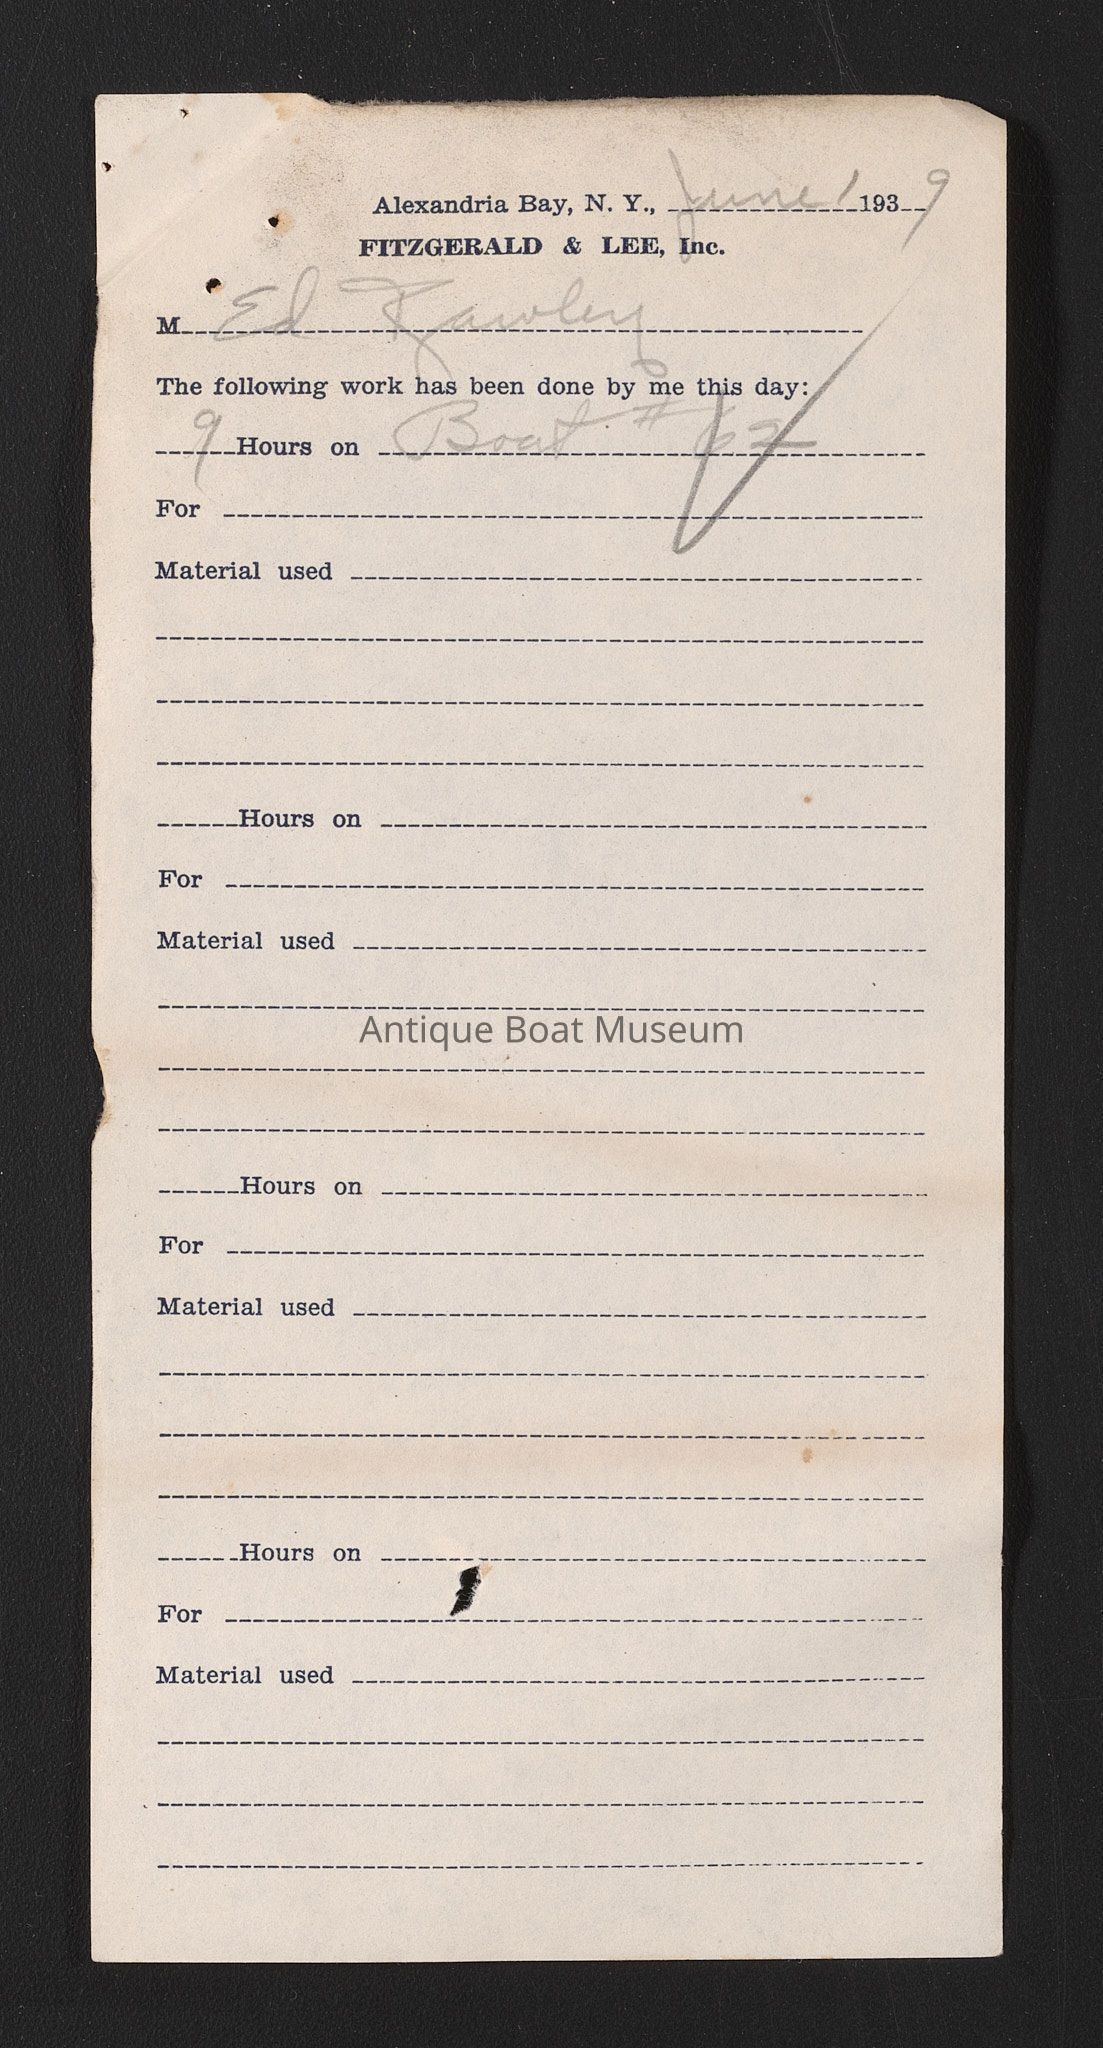 Alexandria Bay, N. Y., June 1 1939
FITZGERALD & LEE, Inc.
M Ed Rawley
The following work has been done by me this day:
9 Hours on Boat # 62
For
Material used
Hours on
For
Material used
Antique Boat Museum
Hours on
For
Material used
Hours on
For
Material used